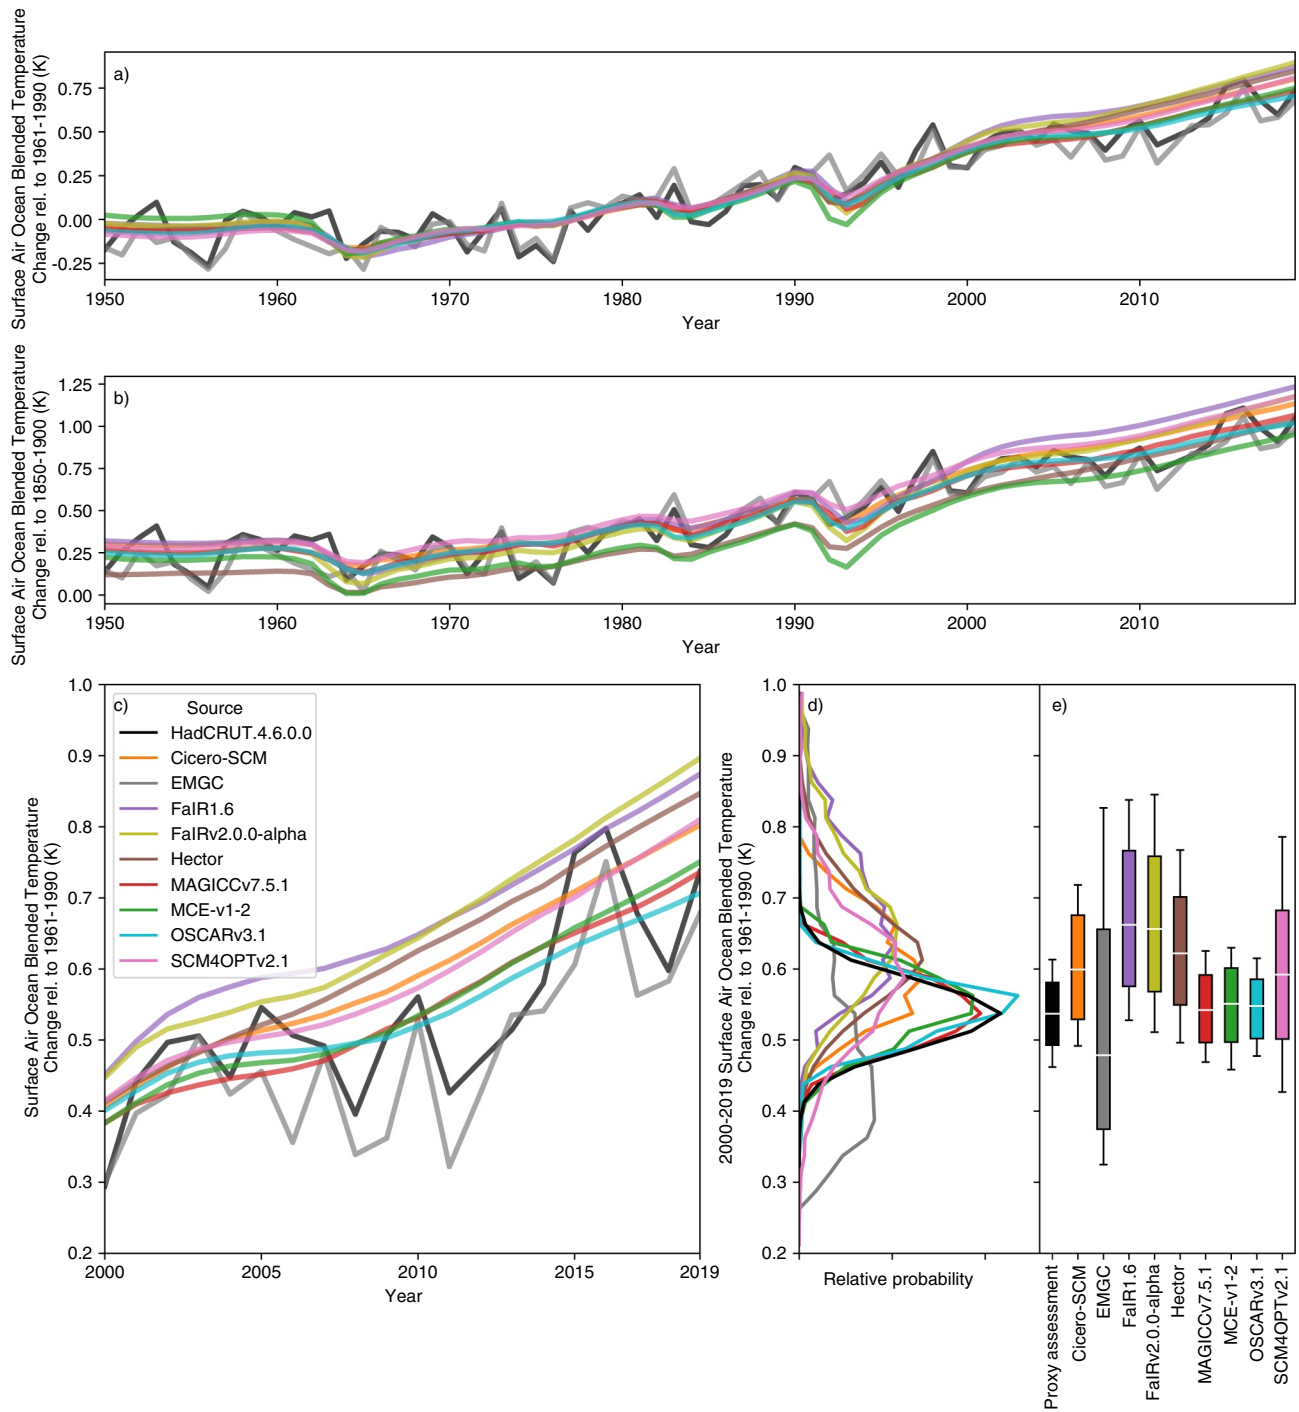 Surface Air Ocean Blended Temperature
Change rel. to 1961-1990 (K)
a)
0.75
0.50
0.25
0.00
-0.25
1950
1960
1970
1980
1990
2000
2010
Year
Surface Air Ocean Blended Temperature
Change rel. to 1850-1900 (K)
b)
1.25
1.00
0.75
0.50
0.25
0.00
1950
1960
1970
1980
1990
2000
2010
Year
Surface Air Ocean Blended Temperature
Change rel. to 1961-1990 (K)
c)
1.0
0.9
0.8
0.7
0.6
0.5
0.4
0.3
0.2
Source
HadCRUT.4.6.0.0
Cicero-SCM
EMGC
FaIR1.6
FaIRv2.0.0-alpha
Hector
MAGICCv7.5.1
MCE-v1-2
OSCARv3.1
SCM4OPTv2.1
2000
2005
2010
2015
2019
Year
2000-2019 Surface Air Ocean Blended Temperature
Change rel. to 1961-1990 (K)
d)
1.0
0.9
0.8
0.7
0.6
0.5
0.4
0.3
0.2
Relative probability
e)
Proxy assessment
Cicero-SCM
EMGC
FaIR1.6
FaIRv2.0.0-alpha
Hector
MAGICCv7.5.1
MCE-v1-2
OSCARv3.1
SCM4OPTv2.1